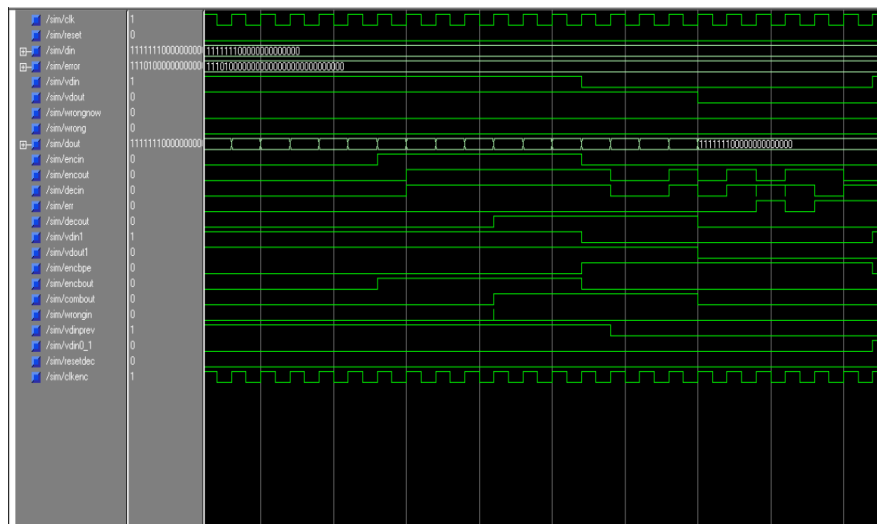 /sim/clk 1
/sim/reset 0
/sim/din 1111111000000000 111111100000000000000
/sim/error 1110100000000000 1110100000000000000000000000000
/sim/vdin 1
/sim/vdout 0
/sim/wrongnow 0
/sim/wrong 0
/sim/dout 1111111000000000 111111100000000000000
/sim/encin 0
/sim/encout 0
/sim/decin 0
/sim/err 0
/sim/decout 0
/sim/vdin1 1
/sim/vdout1 0
/sim/encbpe 0
/sim/encbout 0
/sim/combout 0
/sim/wrongin 0
/sim/vdinprev 1
/sim/vdin0_1 0
/sim/resetdec 0
/sim/clkenc 1